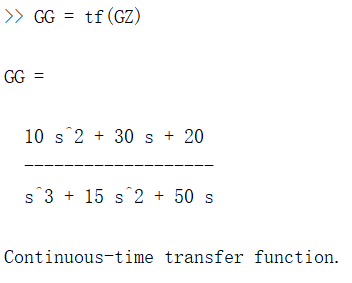 >> GG = tf(GZ)
GG =
10 s^2 + 30 s + 20
-------------------
s^3 + 15 s^2 + 50 s
Continuous-time transfer function.